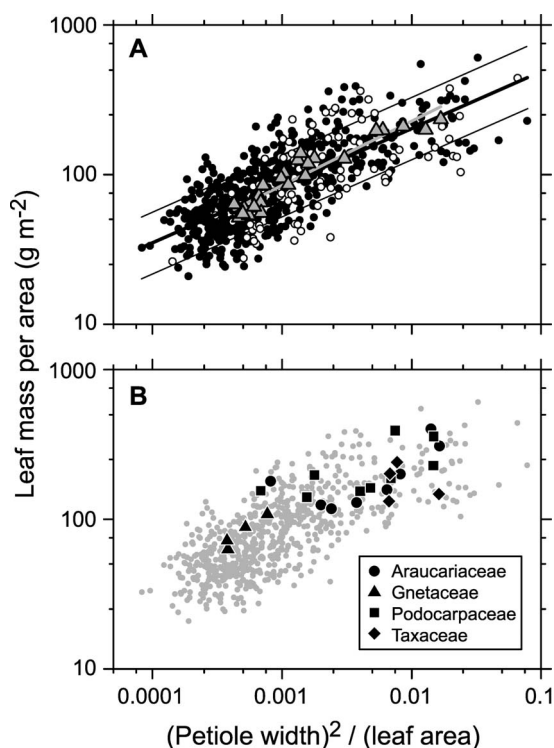 A
1000
100
10
Leaf mass per area (g m⁻²)
B
1000
100
10
Araucariaceae
Gnetaceae
Podocarpaceae
Taxaceae
0.0001 0.001 0.01 0.1
(Petiole width)² / (leaf area)